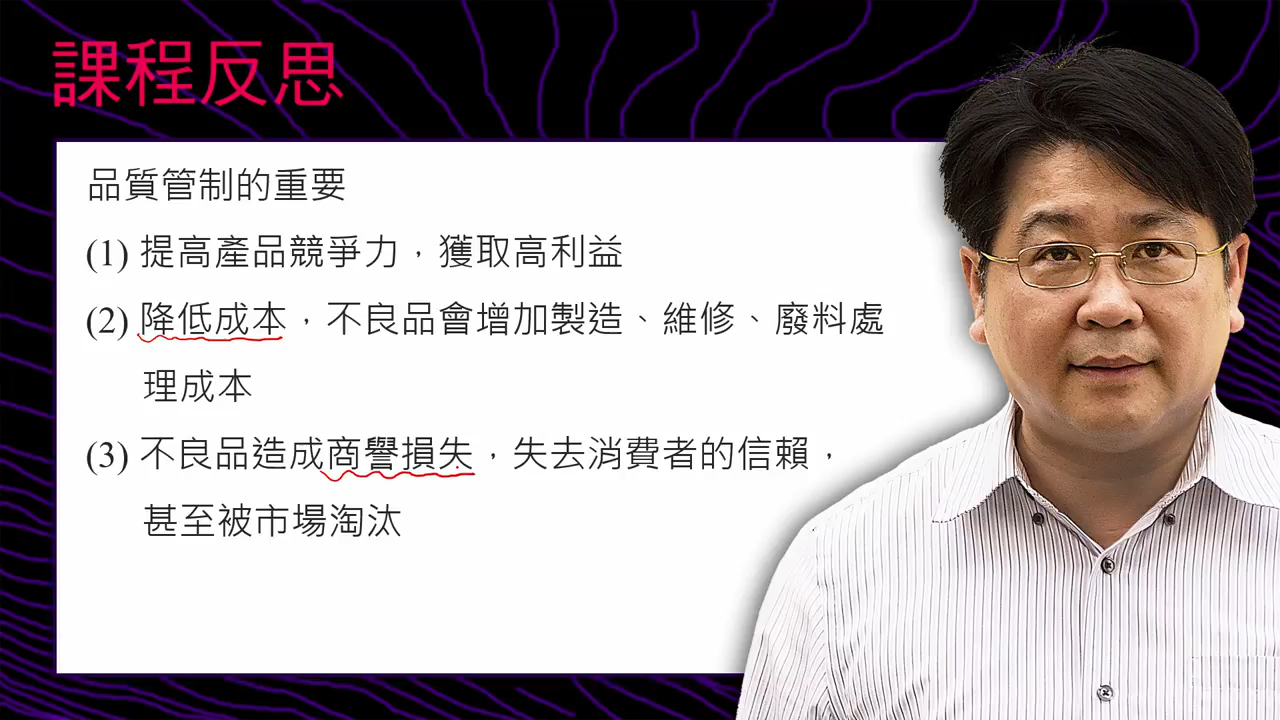 課程反思
品質管制的重要
(1) 提高產品競爭力，獲取高利益
(2) 降低成本，不良品會增加製造、維修、廢料處
理成本
(3) 不良品造成商譽損失，失去消費者的信賴，
甚至被市場淘汰